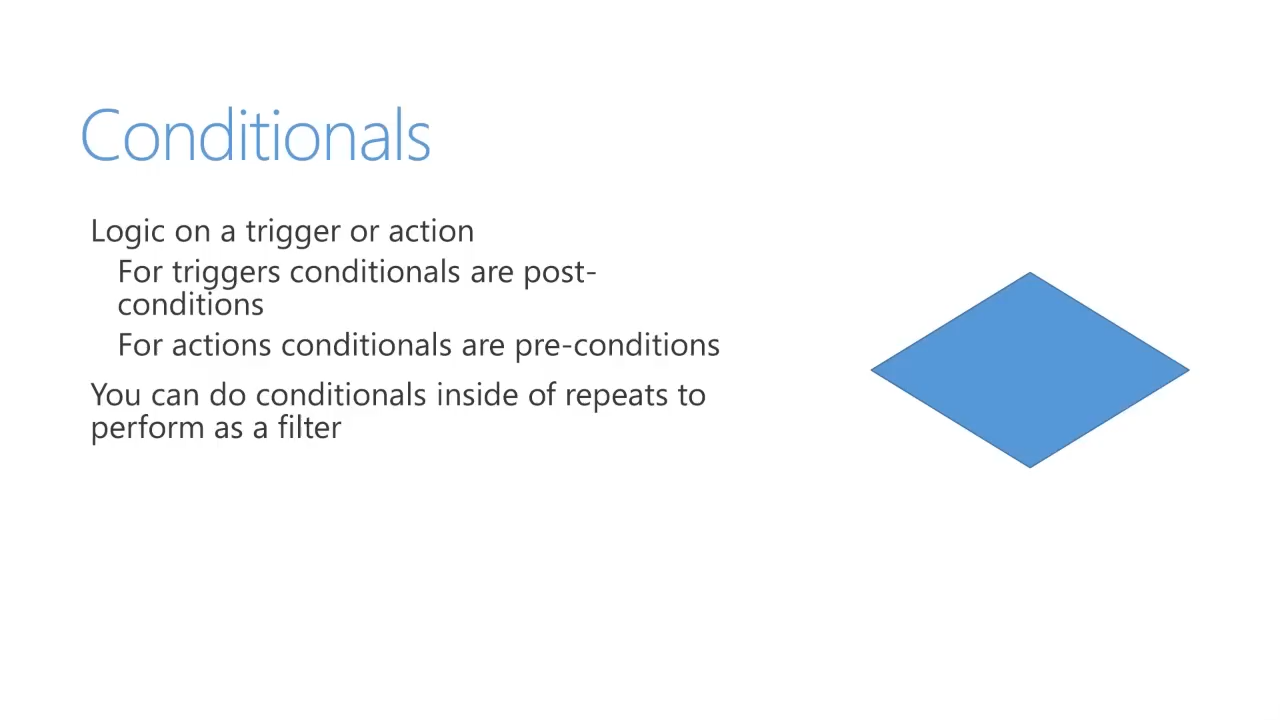 Conditionals
Logic on a trigger or action
For triggers conditionals are post-
conditions
For actions conditionals are pre-conditions
You can do conditionals inside of repeats to
perform as a filter